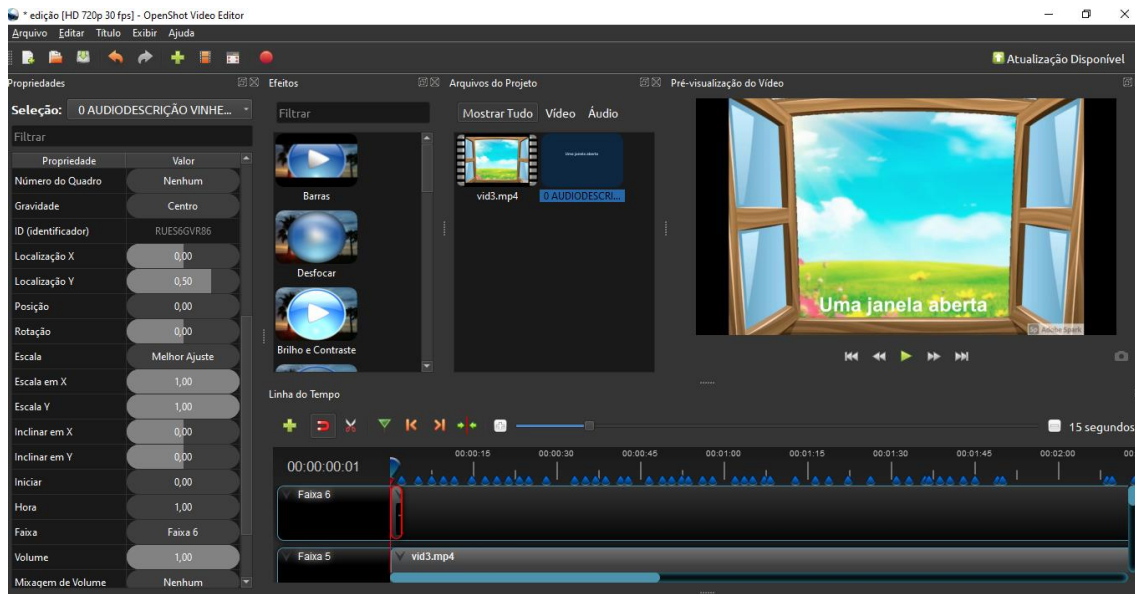 * edição [HD 720p 30 fps] - OpenShot Video Editor
Arquivo Editar Título Exibir Ajuda
Atualização Disponível
Propriedades
Seleção: 0 AUDIODESCRIÇÃO VINHE...
Filtrar
Propriedade Valor
Número do Quadro Nenhum
Gravidade Centro
ID (identificador) RUES6GVR86
Localização X 0,00
Localização Y 0,50
Posição 0,00
Rotação 0,00
Escala Melhor Ajuste
Escala em X 1,00
Escala Y 1,00
Inclinar em X 0,00
Inclinar em Y 0,00
Iniciar 0,00
Hora 1,00
Faixa Faixa 6
Volume 1,00
Mixagem de Volume Nenhum
Efeitos
Filtrar
Barras
Desfocar
Brilho e Contraste
Arquivos do Projeto
Mostrar Tudo Vídeo Áudio
Uma janela aberta
vid3.mp4 0 AUDIODESCRI...
Pré-visualização do Vídeo
Uma janela aberta
Adobe Spark
Linha do Tempo
15 segundos
00:00:00:01
00:00:15 00:00:30 00:00:45 00:01:00 00:01:15 00:01:30 00:01:45 00:02:00 00
Faixa 6
Faixa 5 vid3.mp4